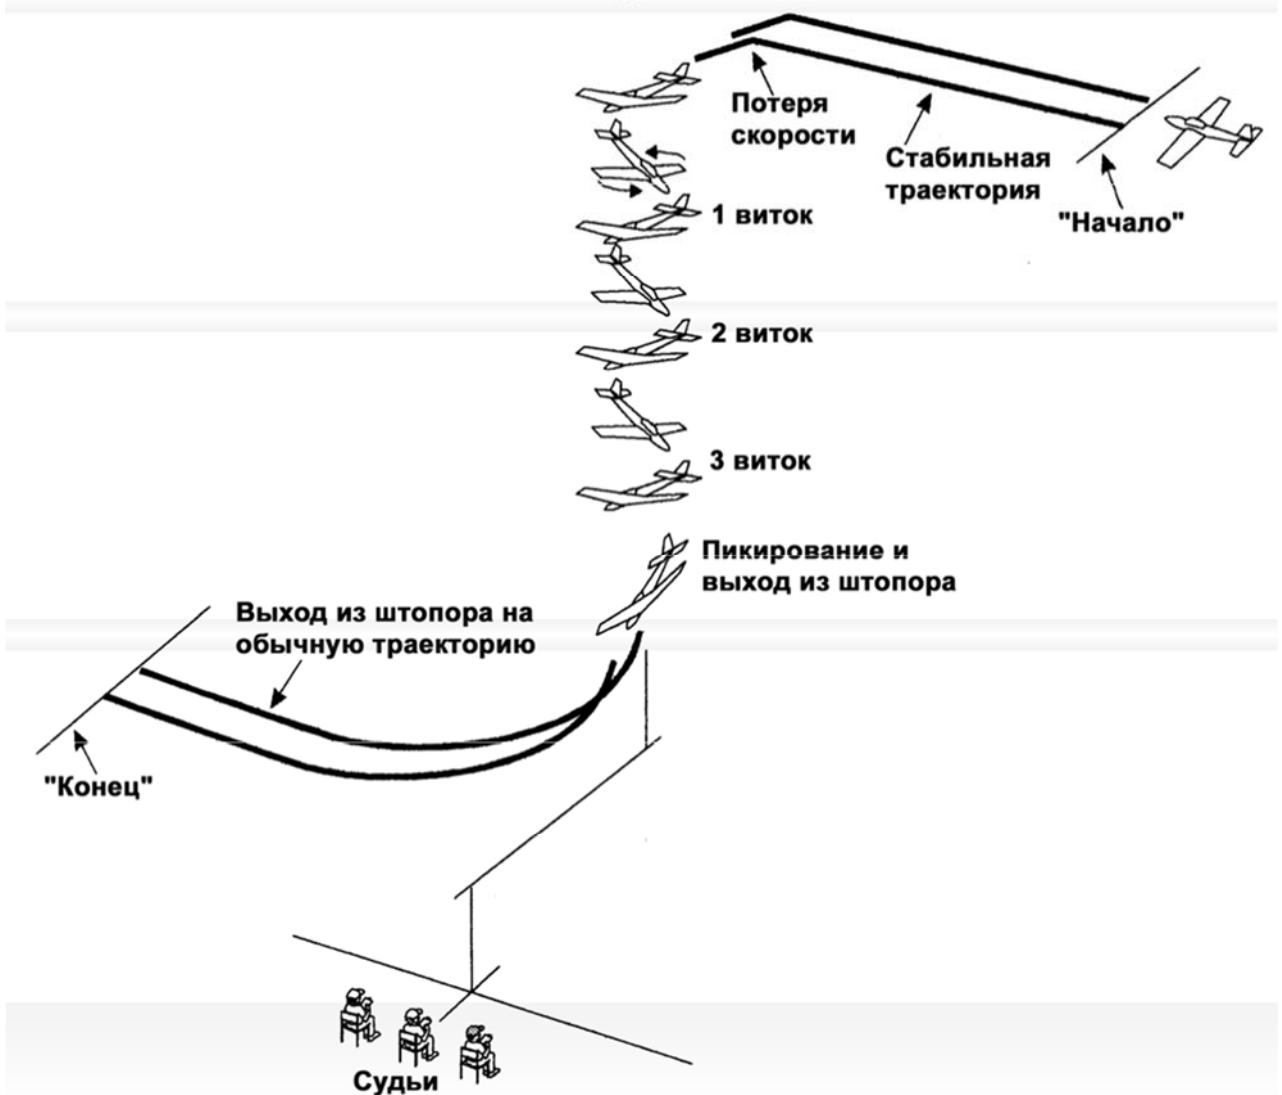 Потеря
скорости
Стабильная
траектория
"Начало"
1 виток
2 виток
3 виток
Пикирование и
выход из штопора
Выход из штопора на
обычную траекторию
"Конец"
Судьи